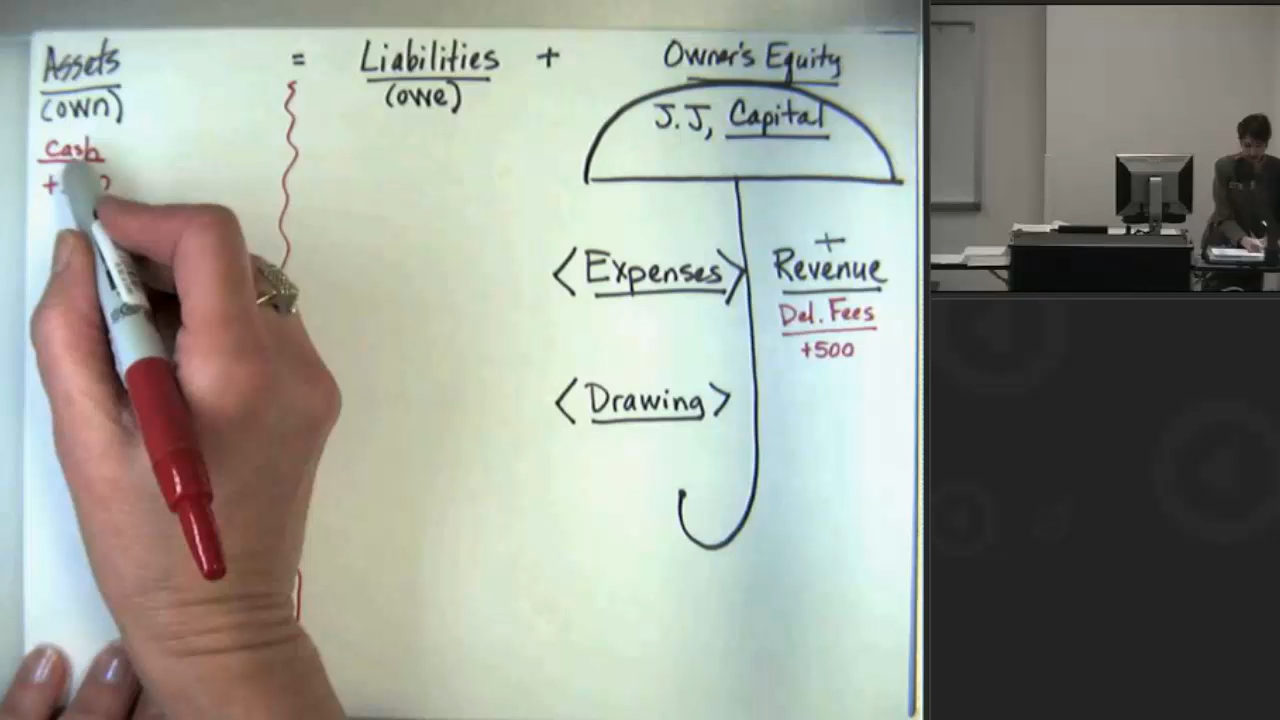 Assets = Liabilities + Owner's Equity
(own) (owe)
J.J, Capital
Cash
<Expenses> + Revenue
Del. Fees
+500
<Drawing>